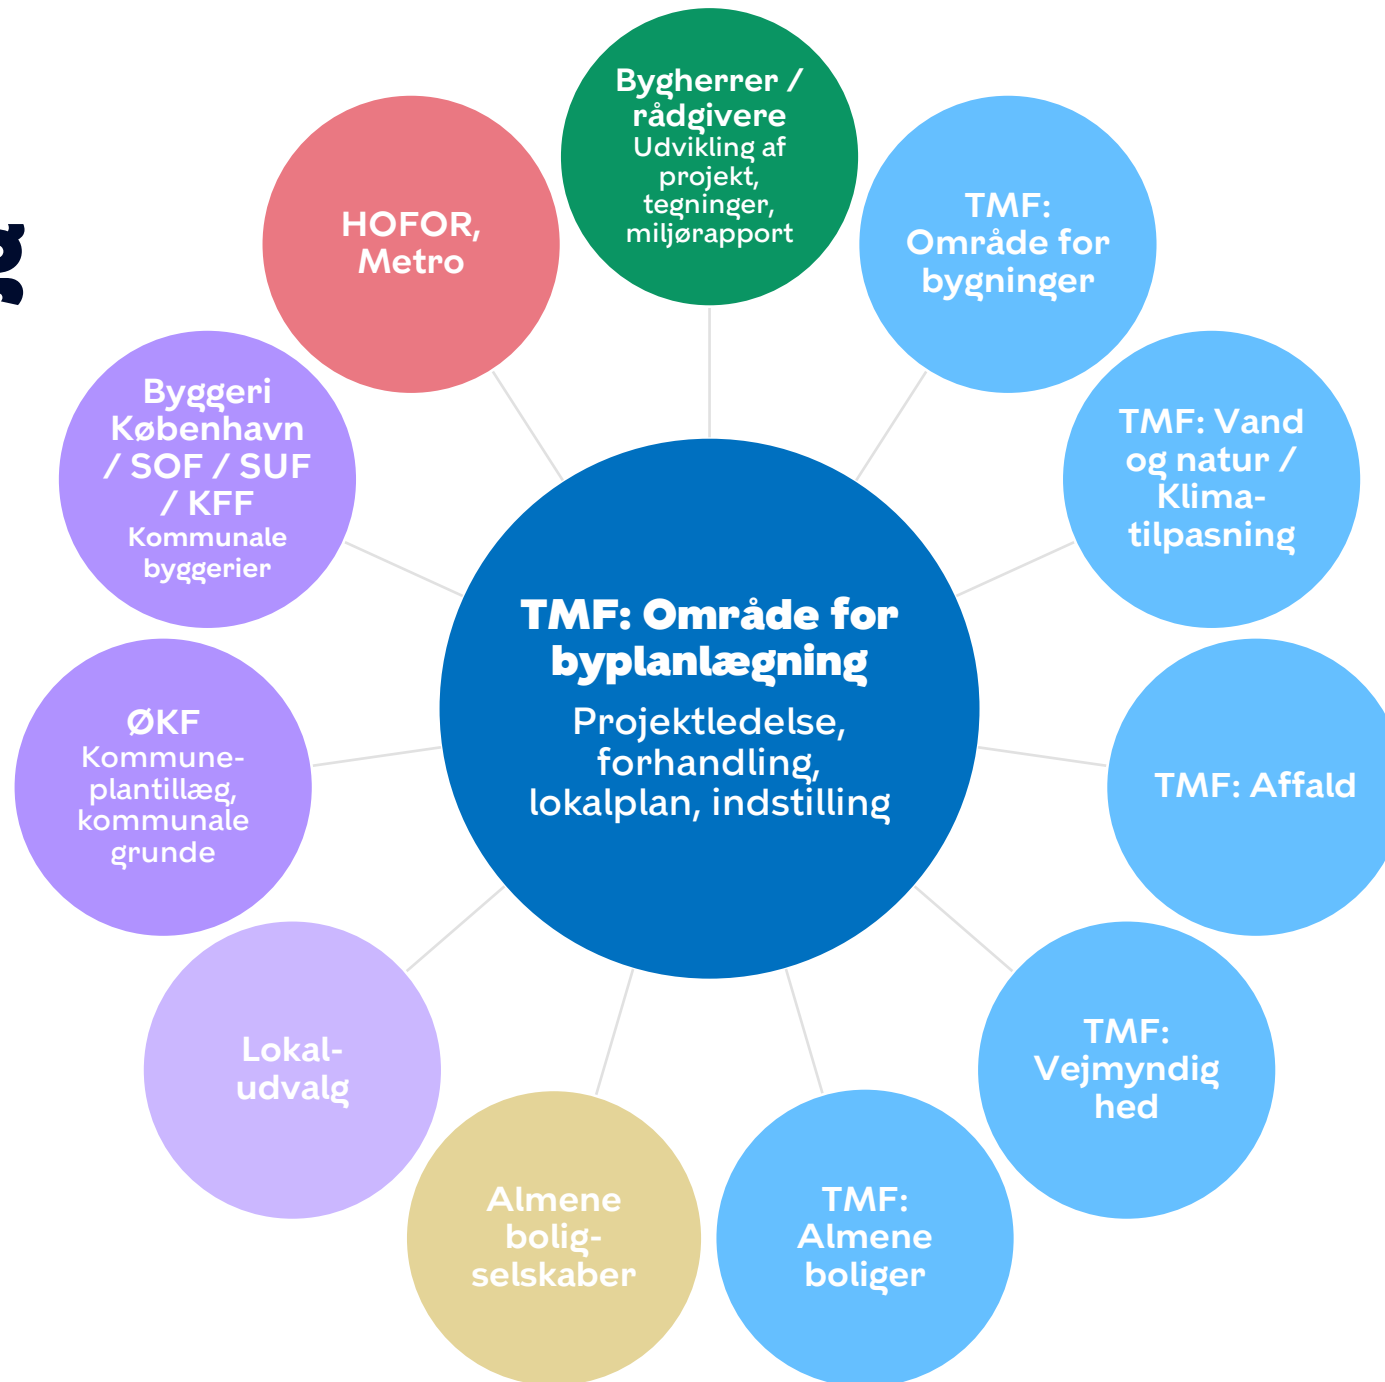 g
Bygherrer /
rådgivere
Udvikling af
projekt,
tegninger,
miljørapport
TMF:
Område for
bygninger
TMF: Vand
og natur /
Klima-
tilpasning
TMF: Affald
TMF:
Vejmyndig
hed
TMF:
Almene
boliger
Almene
bolig-
selskaber
Lokal-
udvalg
ØKF
Kommune-
plantillæg,
kommunale
grunde
Byggeri
København
/ SOF / SUF
/ KFF
Kommunale
byggerier
HOFOR,
Metro
TMF: Område for
byplanlægning
Projektledelse,
forhandling,
lokalplan, indstilling